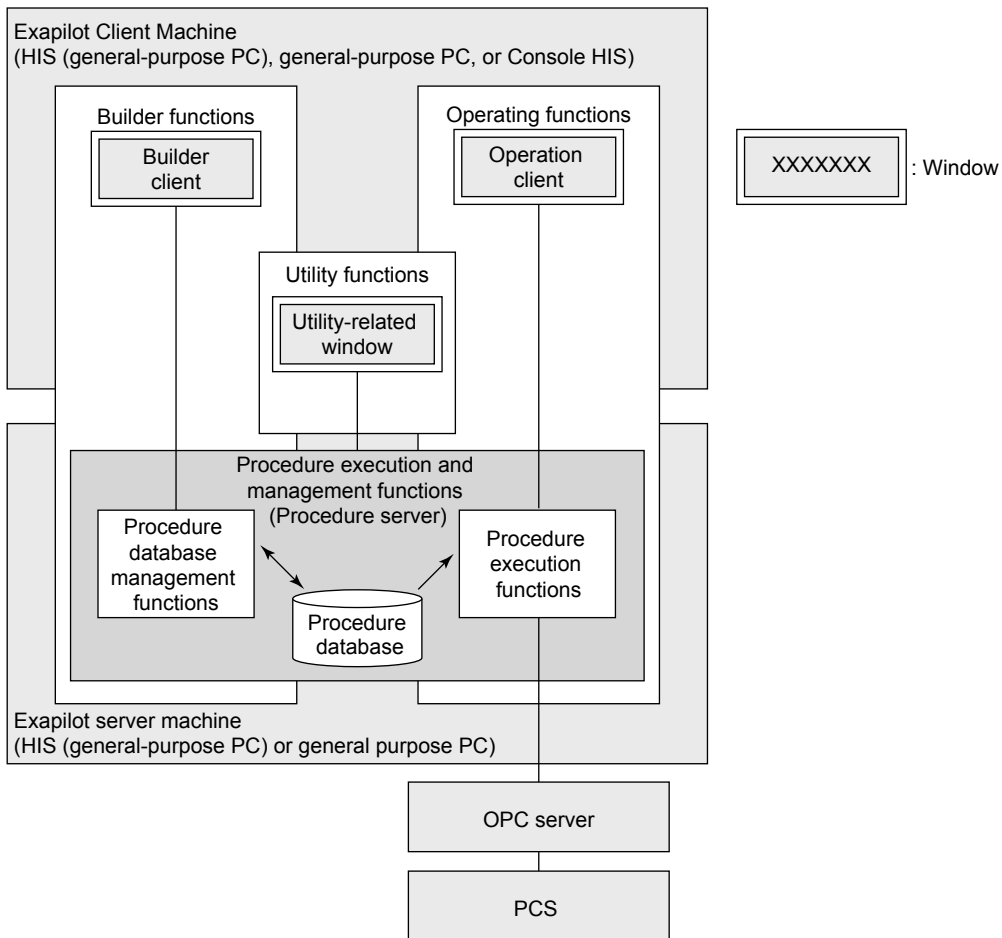 Exapilot Client Machine
(HIS (general-purpose PC), general-purpose PC, or Console HIS)
Builder functions
Builder
client
Operating functions
Operation
client
XXXXXXX
: Window
Utility functions
Utility-related
window
Procedure execution and
management functions
(Procedure server)
Procedure
database
management
functions
Procedure
database
Procedure
execution
functions
Exapilot server machine
(HIS (general-purpose PC) or general purpose PC)
OPC server
PCS